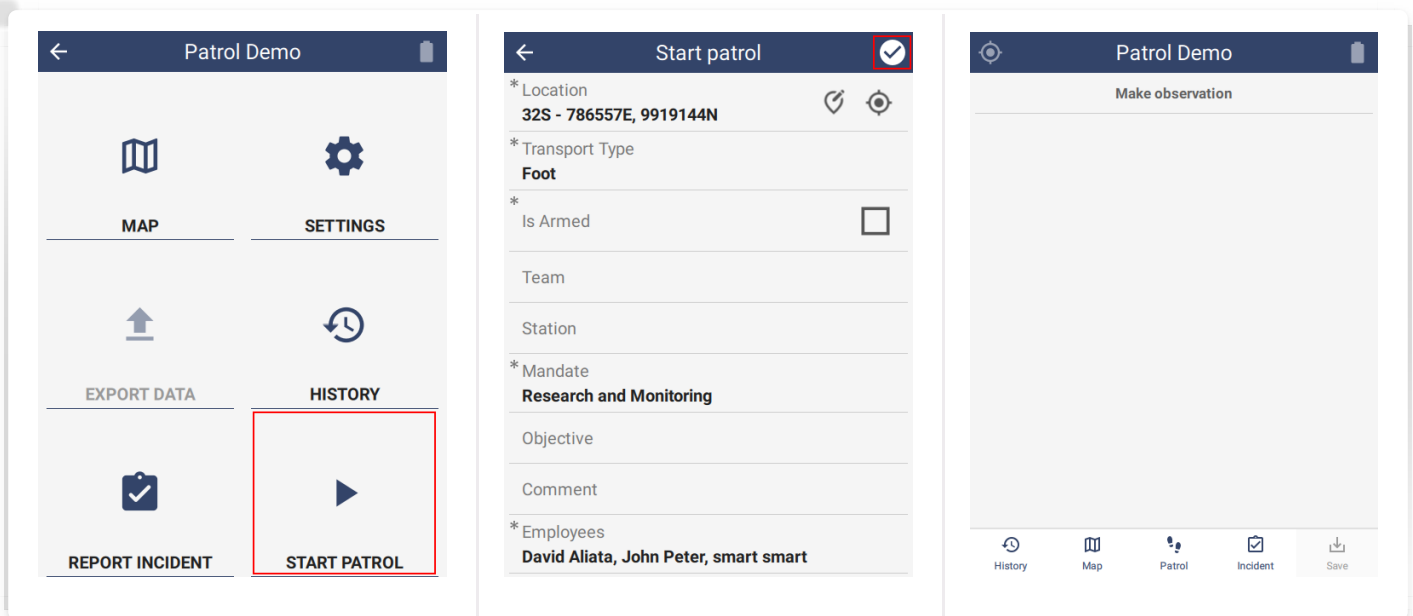 Patrol Demo
MAP
SETTINGS
EXPORT DATA
HISTORY
REPORT INCIDENT
START PATROL
Start patrol
* Location
32S - 786557E, 9919144N
* Transport Type
Foot
*
Is Armed
Team
Station
* Mandate
Research and Monitoring
Objective
Comment
* Employees
David Aliata, John Peter, smart smart
Patrol Demo
Make observation
History
Map
Patrol
Incident
Save